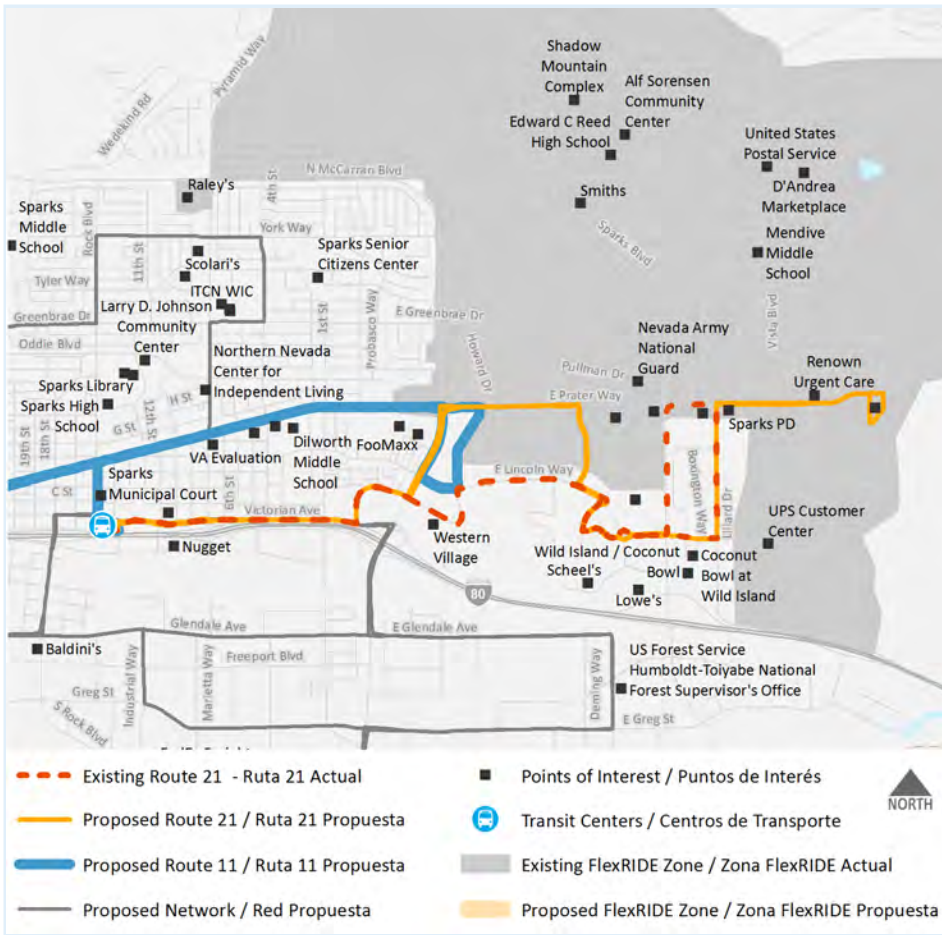 Pyramid Way
Wedekind Rd
Shadow
Mountain
Complex
Alf Sorensen
Community
Center
Edward C Reed
High School
United States
Postal Service
D'Andrea
Marketplace
N McCarran Blvd
4th St
Raley's
Smiths
Sparks
Middle
School
Rock Blvd
York Way
Sparks Blvd
Mendive
Middle
School
11th St
Scolari's
Sparks Senior
Citizens Center
Tyler Way
ITCN WIC
Greenbrae Dr
Larry D. Johnson
Community
Center
1st St
Probasco Way
E Greenbrae Dr
Vista Blvd
Oddie Blvd
Howard Dr
Nevada Army
National
Guard
Northern Nevada
Center for
Independent Living
Pullman Dr
Renown
Urgent Care
Sparks Library
Sparks High
School
H St
E Prater Way
12th St
G St
Sparks PD
19th St
18th St
VA Evaluation
Dilworth
Middle
School
FooMaxx
E Lincoln Way
Boxington Way
C St
Sparks
Municipal Court
6th St
Victorian Ave
Lillard Dr
UPS Customer
Center
Nugget
Western
Village
Wild Island / Coconut
Bowl
Scheel's
Coconut
Bowl at
Wild Island
80
Lowe's
Glendale Ave
E Glendale Ave
Baldini's
Freeport Blvd
US Forest Service
Humboldt-Toiyabe National
Forest Supervisor's Office
Industrial Way
Marietta Way
Deming Way
Greg St
S Rock Blvd
E Greg St
Existing Route 21 - Ruta 21 Actual
Points of Interest / Puntos de Interés
Proposed Route 21 / Ruta 21 Propuesta
Transit Centers / Centros de Transporte
NORTH
Proposed Route 11 / Ruta 11 Propuesta
Existing FlexRIDE Zone / Zona FlexRIDE Actual
Proposed Network / Red Propuesta
Proposed FlexRIDE Zone / Zona FlexRIDE Propuesta